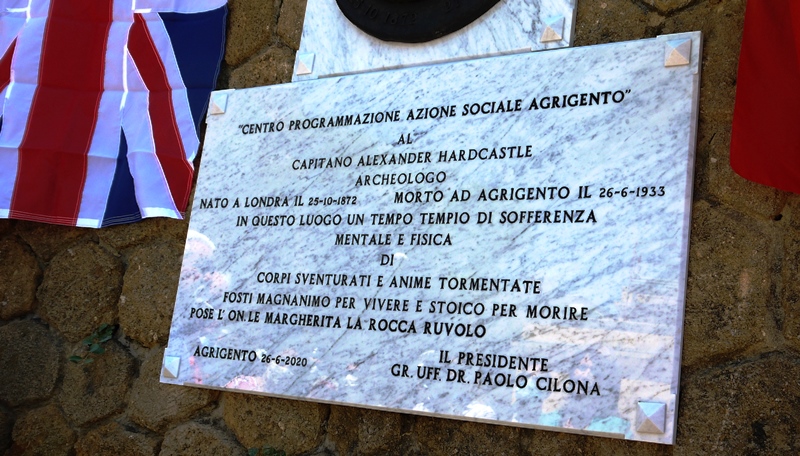 "CENTRO PROGRAMMAZIONE AZIONE SOCIALE AGRIGENTO"
AL
CAPITANO ALEXANDER HARDCASTLE
ARCHEOLOGO
NATO A LONDRA IL 25-10-1872 MORTO AD AGRIGENTO IL 26-6-1933
IN QUESTO LUOGO UN TEMPO TEMPIO DI SOFFERENZA
MENTALE E FISICA
DI
CORPI SVENTURATI E ANIME TORMENTATE
FOSTI MAGNANIMO PER VIVERE E STOICO PER MORIRE
POSE L' ON.LE MARGHERITA LA ROCCA RUVOLO
AGRIGENTO 26-6-2020
IL PRESIDENTE
GR. UFF. DR. PAOLO CILONA